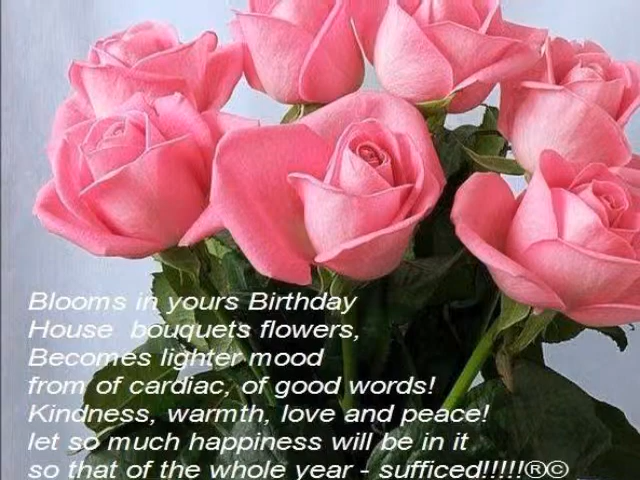 Blooms in yours Birthday
House bouquets flowers,
Becomes lighter mood
from of cardiac, of good words!
Kindness, warmth, love and peace!
let so much happiness will be in it
so that of the whole year - sufficed!!!!!®©